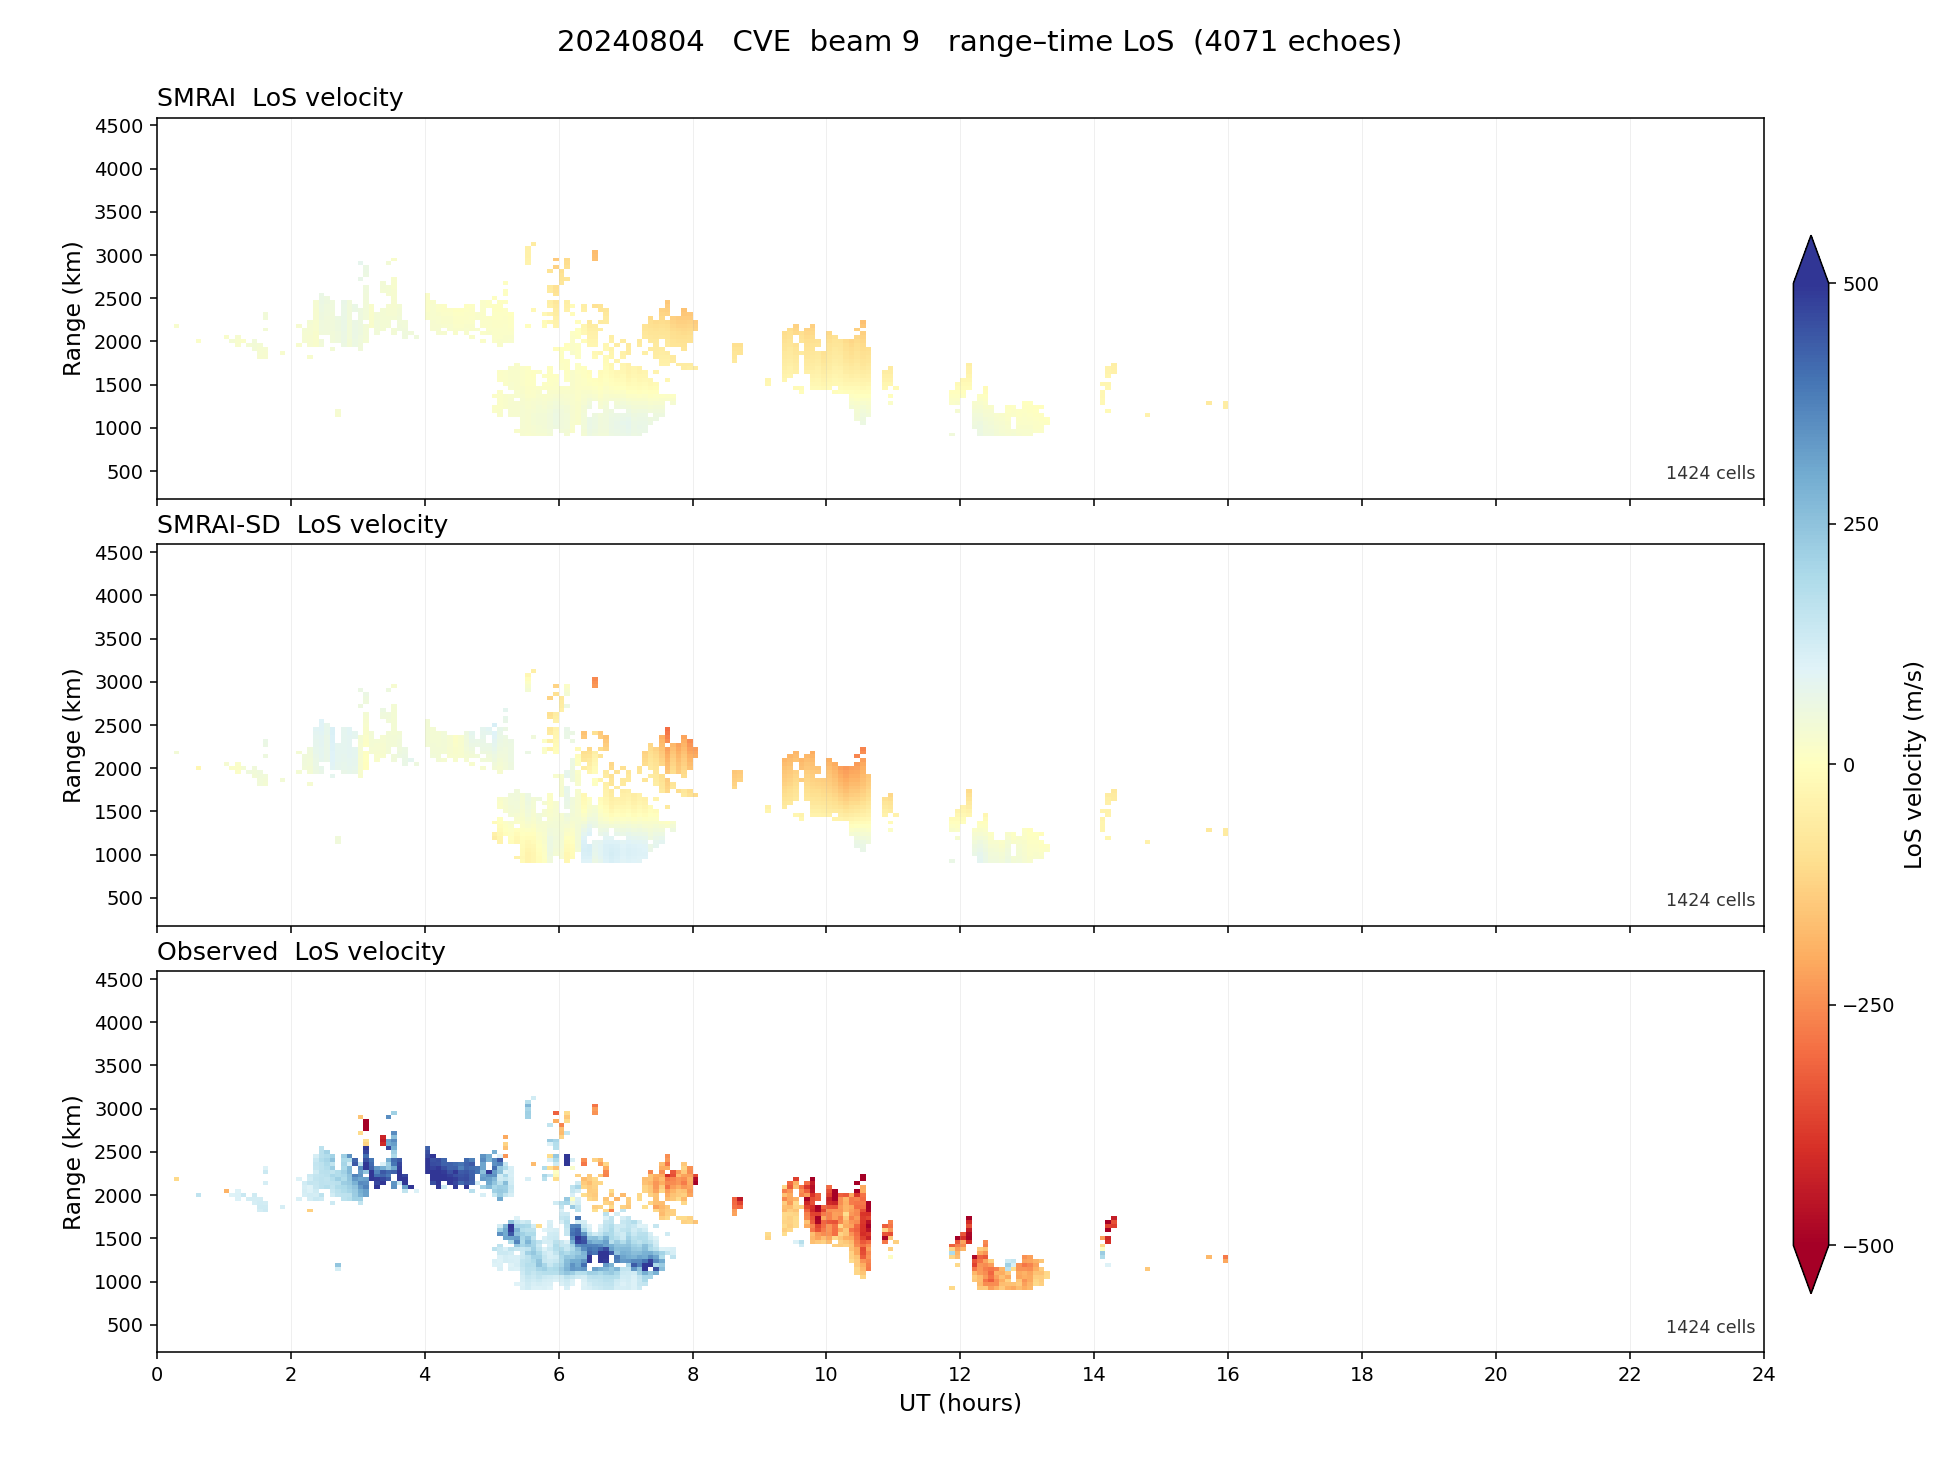 20240804   CVE  beam 9   range–time LoS  (4071 echoes)
SMRAI  LoS velocity
4500
4000
3500
3000
2500
2000
1500
1000
500
Range (km)
1424 cells
SMRAI-SD  LoS velocity
4500
4000
3500
3000
2500
2000
1500
1000
500
Range (km)
1424 cells
Observed  LoS velocity
4500
4000
3500
3000
2500
2000
1500
1000
500
Range (km)
1424 cells
0 2 4 6 8 10 12 14 16 18 20 22 24
UT (hours)
500
250
0
−250
−500
LoS velocity (m/s)